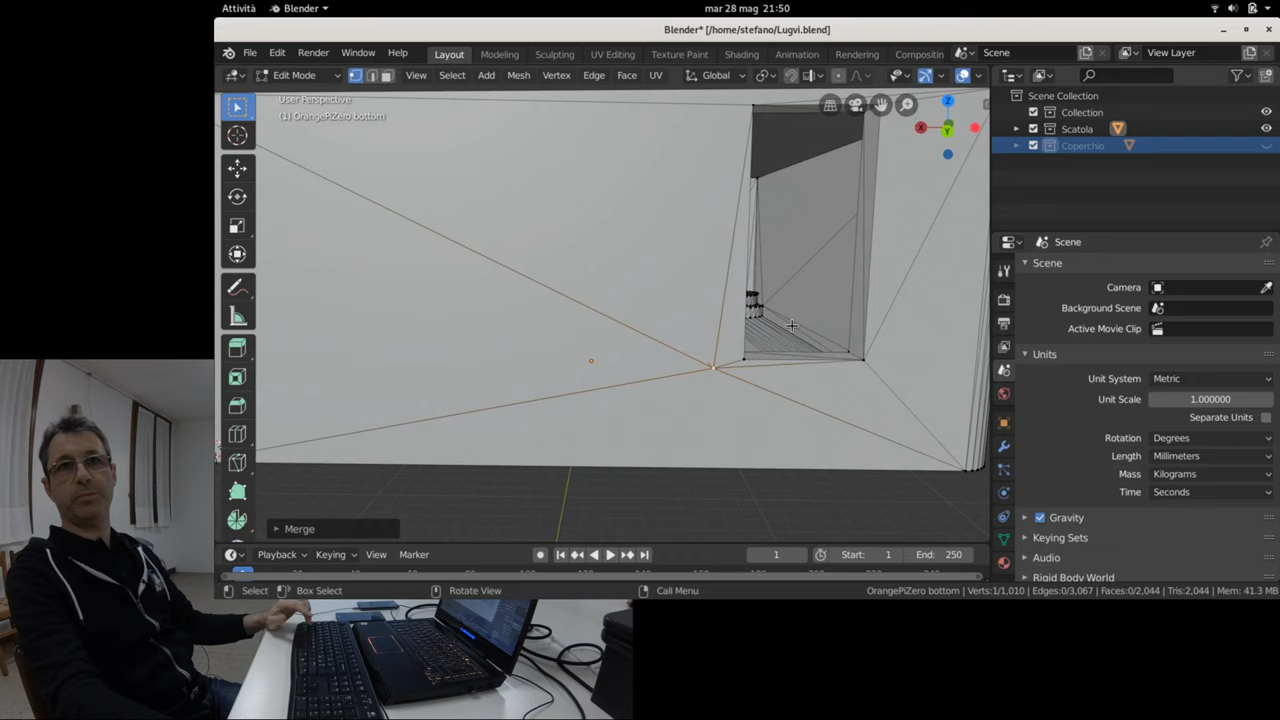 Attività Blender mar 28 mag 21:50
Blender* [/home/stefano/Lugvi.blend]
File Edit Render Window Help Layout Modeling Sculpting UV Editing Texture Paint Shading Animation Rendering Compositin Scene View Layer
Edit Mode View Select Add Mesh Vertex Edge Face UV Global
User Perspective
(1) OrangePiZero bottom
Z
X
Y
Scene Collection
Collection
Scatola
Coperchio
Scene
Scene
Camera
Background Scene
Active Movie Clip
Units
Unit System Metric
Unit Scale 1.000000
Separate Units
Rotation Degrees
Length Millimeters
Mass Kilograms
Time Seconds
Gravity
Keying Sets
Audio
Rigid Body World
Merge
Playback Keying View Marker 1 Start: 1 End: 250
Select Box Select Rotate View Call Menu OrangePiZero bottom | Verts:1/1,010 | Edges:0/3,067 | Faces:0/2,044 | Tris:2,044 | Mem: 41.3 MB